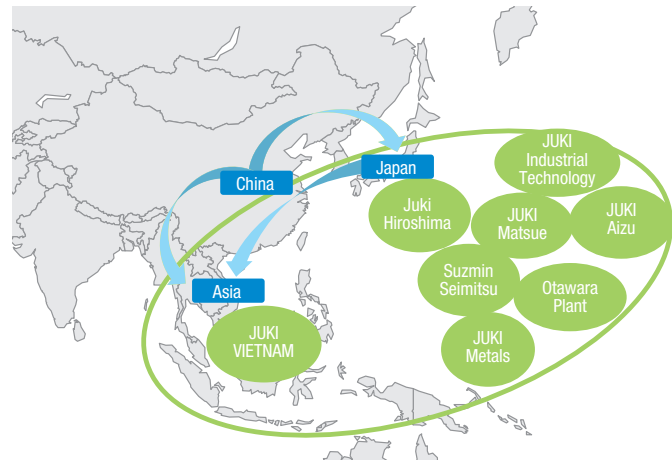 China
Japan
Asia
JUKI
Industrial
Technology
Juki
Hiroshima
JUKI
Matsue
JUKI
Aizu
Suzmin
Seimitsu
Otawara
Plant
JUKI
VIETNAM
JUKI
Metals